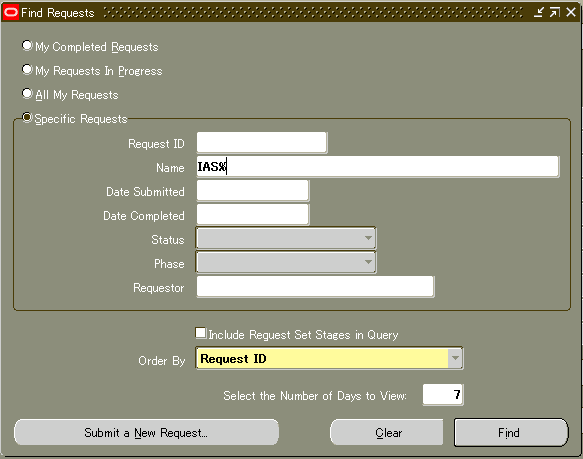 Find Requests
My Completed Requests
My Requests In Progress
All My Requests
Specific Requests
Request ID
Name IAS%
Date Submitted
Date Completed
Status
Phase
Requestor
Include Request Set Stages in Query
Order By Request ID
Select the Number of Days to View: 7
Submit a New Request... Clear Find